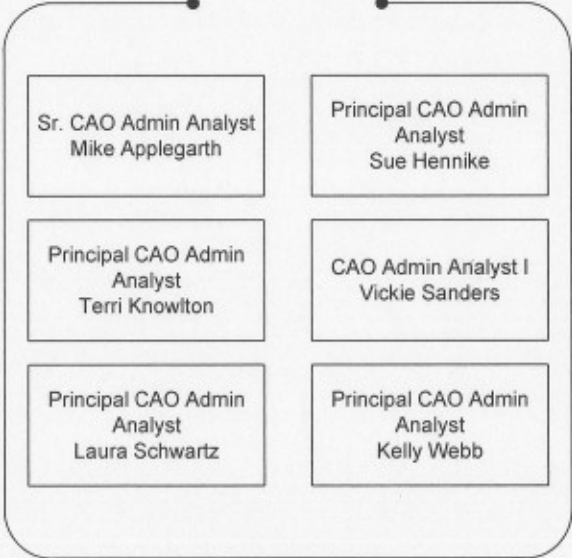 Sr. CAO Admin Analyst
Mike Applegarth
Principal CAO Admin
Analyst
Sue Hennike
Principal CAO Admin
Analyst
Terri Knowlton
CAO Admin Analyst I
Vickie Sanders
Principal CAO Admin
Analyst
Laura Schwartz
Principal CAO Admin
Analyst
Kelly Webb